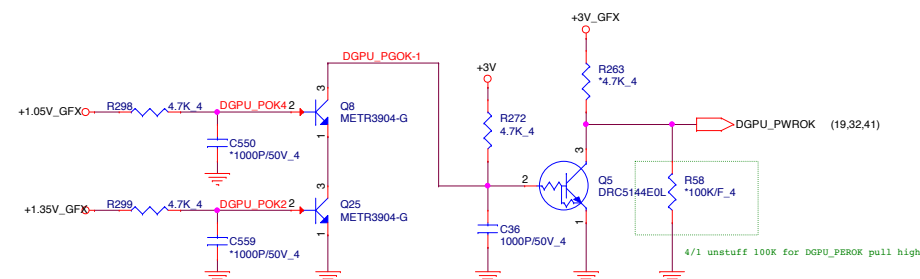 +3V_GFX
DGPU_PGOK-1
+3V
R263
*4.7K_4
+1.05V_GFX
R298
4.7K_4
DGPU_POK4
2
3
Q8
METR3904-G
1
R272
4.7K_4
DGPU_PWROK
(19,32,41)
C550
*1000P/50V_4
3
2
Q5
DRC5144E0L
1
R58
*100K/F_4
+1.35V_GFX
R299
4.7K_4
DGPU_POK2
2
3
Q25
METR3904-G
1
C559
*1000P/50V_4
C36
1000P/50V_4
4/1 unstuff 100K for DGPU_PEROK pull high